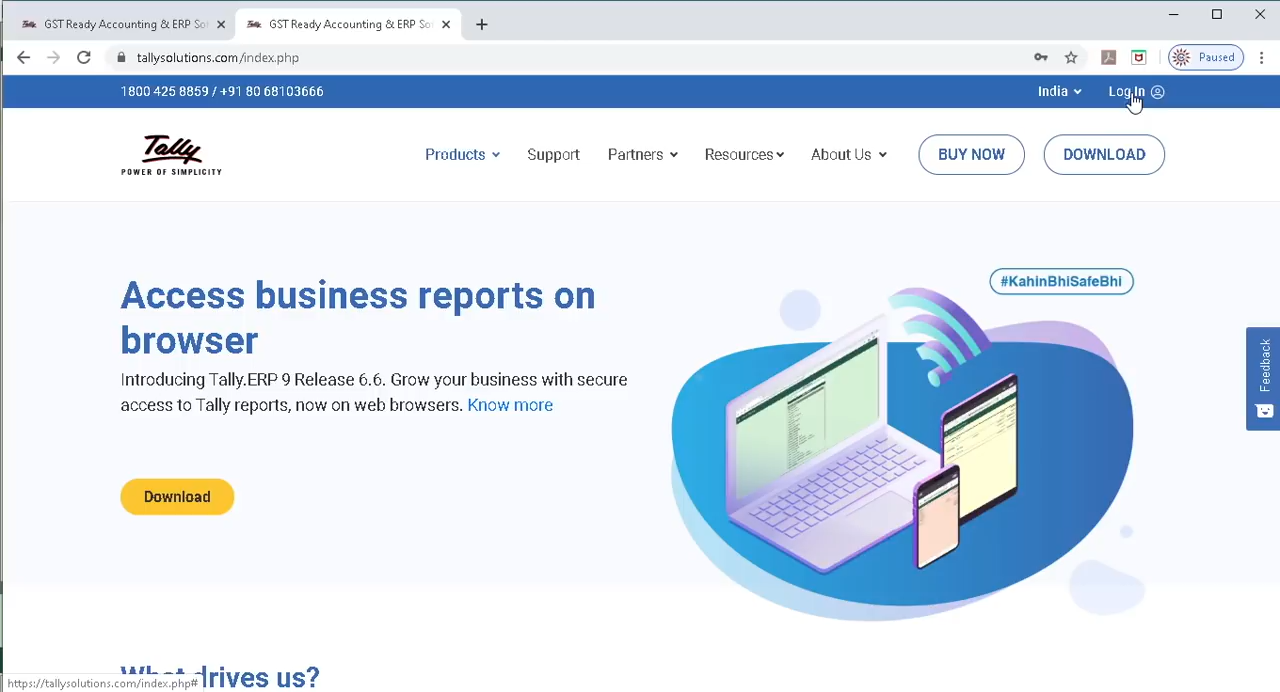 GST Ready Accounting & ERP So
GST Ready Accounting & ERP So
tallysolutions.com/index.php
Paused
1800 425 8859 / +91 80 68103666
India
Log In
Tally
POWER OF SIMPLICITY
Products
Support
Partners
Resources
About Us
BUY NOW
DOWNLOAD
#KahinBhiSafeBhi
Access business reports on
browser
Introducing Tally.ERP 9 Release 6.6. Grow your business with secure
access to Tally reports, now on web browsers. Know more
Download
Feedback
What drives us?
https://tallysolutions.com/index.php#